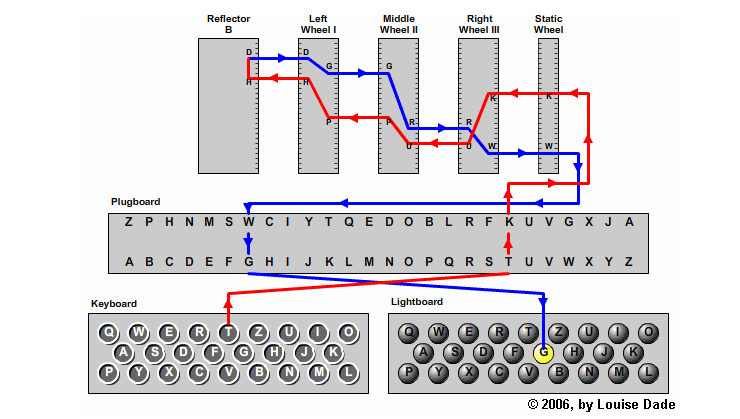 Reflector B
Left Wheel I
Middle Wheel II
Right Wheel III
Static Wheel
D D
G G
H H
K K
P P R R
U U W W
Plugboard
Z P H N M S W C I Y T Q E D O B L R F K U V G X J A
A B C D E F G H I J K L M N O P Q R S T U V W X Y Z
Keyboard
Q W E R T Z U I O
A S D F G H J K
P Y X C V B N M L
Lightboard
Q W E R T Z U I O
A S D F G H J K
P Y X C V B N M L
© 2006, by Louise Dade